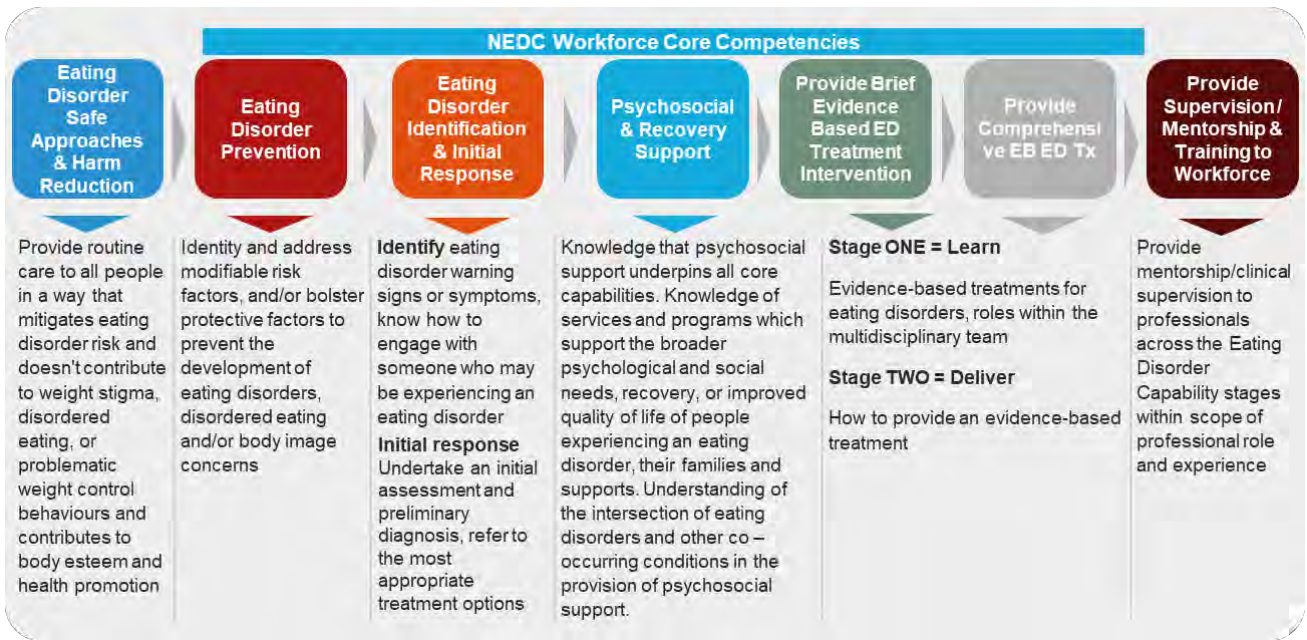 NEDC Workforce Core Competencies
Eating
Disorder
Safe
Approaches
& Harm
Reduction
Eating
Disorder
Prevention
Eating
Disorder
Identification
& Initial
Response
Psychosocial
& Recovery
Support
Provide Brief
Evidence
Based ED
Treatment
Intervention
Provide
Comprehensi
ve EB ED Tx
Provide
Supervision/
Mentorship &
Training to
Workforce
Provide routine
care to all people
in a way that
mitigates eating
disorder risk and
doesn't contribute
to weight stigma,
disordered
eating, or
problematic
weight control
behaviours and
contributes to
body esteem and
health promotion
Identity and address
modifiable risk
factors, and/or bolster
protective factors to
prevent the
development of
eating disorders,
disordered eating
and/or body image
concerns
Identify eating
disorder warning
signs or symptoms,
know how to
engage with
someone who may
be experiencing an
eating disorder
Initial response
Undertake an initial
assessment and
preliminary
diagnosis, refer to
the most
appropriate
treatment options
Knowledge that psychosocial
support underpins all core
capabilities. Knowledge of
services and programs which
support the broader
psychological and social
needs, recovery, or improved
quality of life of people
experiencing an eating
disorder, their families and
supports. Understanding of
the intersection of eating
disorders and other co –
occurring conditions in the
provision of psychosocial
support.
Stage ONE = Learn
Evidence-based treatments for
eating disorders, roles within the
multidisciplinary team
Stage TWO = Deliver
How to provide an evidence-based
treatment
Provide
mentorship/clinical
supervision to
professionals
across the Eating
Disorder
Capability stages
within scope of
professional role
and experience